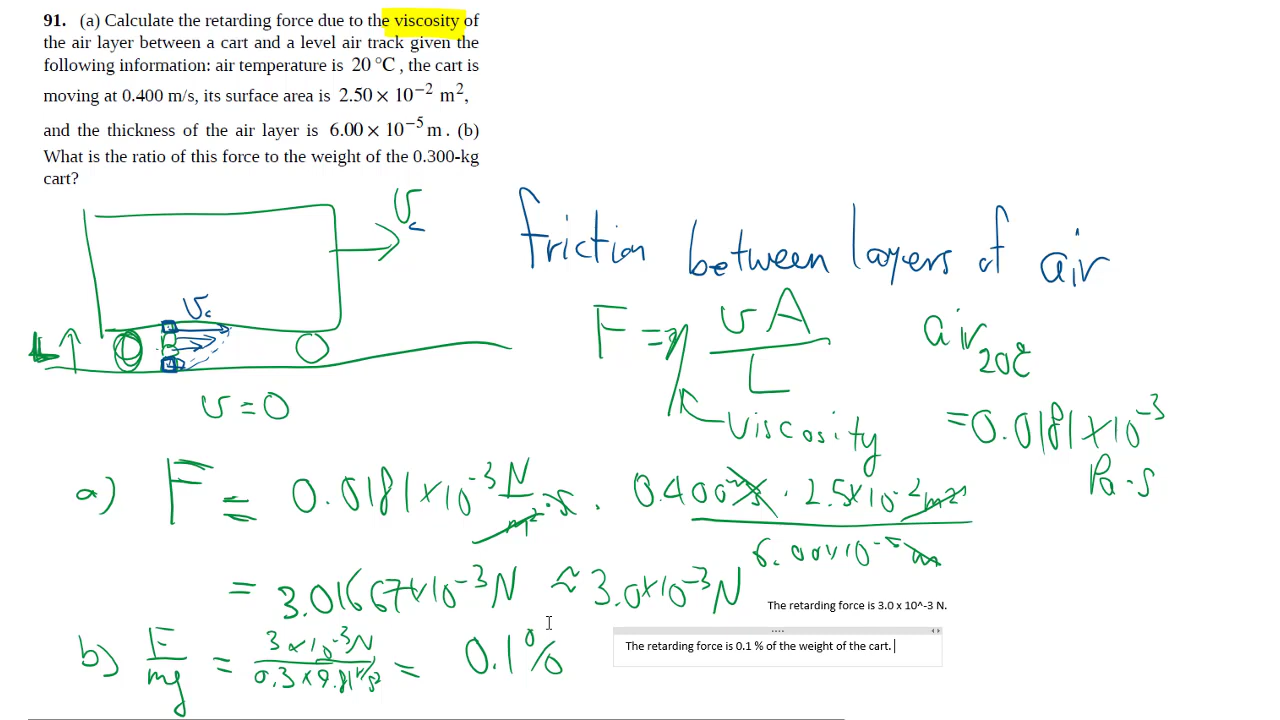 91. (a) Calculate the retarding force due to the viscosity of
the air layer between a cart and a level air track given the
following information: air temperature is 20 °C , the cart is
moving at 0.400 m/s, its surface area is 2.50 × 10⁻² m²,
and the thickness of the air layer is 6.00 × 10⁻⁵ m . (b)
What is the ratio of this force to the weight of the 0.300-kg
cart?
v_c
friction between layers of air
v_c
F = η vA / L
air 20°C
L
v = 0
viscosity
= 0.0181 × 10⁻³
Pa·s
a) F = 0.0181 × 10⁻³ N/m² · s · 0.400 m/s · 2.5 × 10⁻² m² / 6.00 × 10⁻⁵ m
= 3.01667 × 10⁻³ N ≈ 3.0 × 10⁻³ N
The retarding force is 3.0 x 10^-3 N.
b) F / mg = 3 × 10⁻³ N / 0.3 × 9.81 m/s² = 0.1 %
The retarding force is 0.1 % of the weight of the cart.